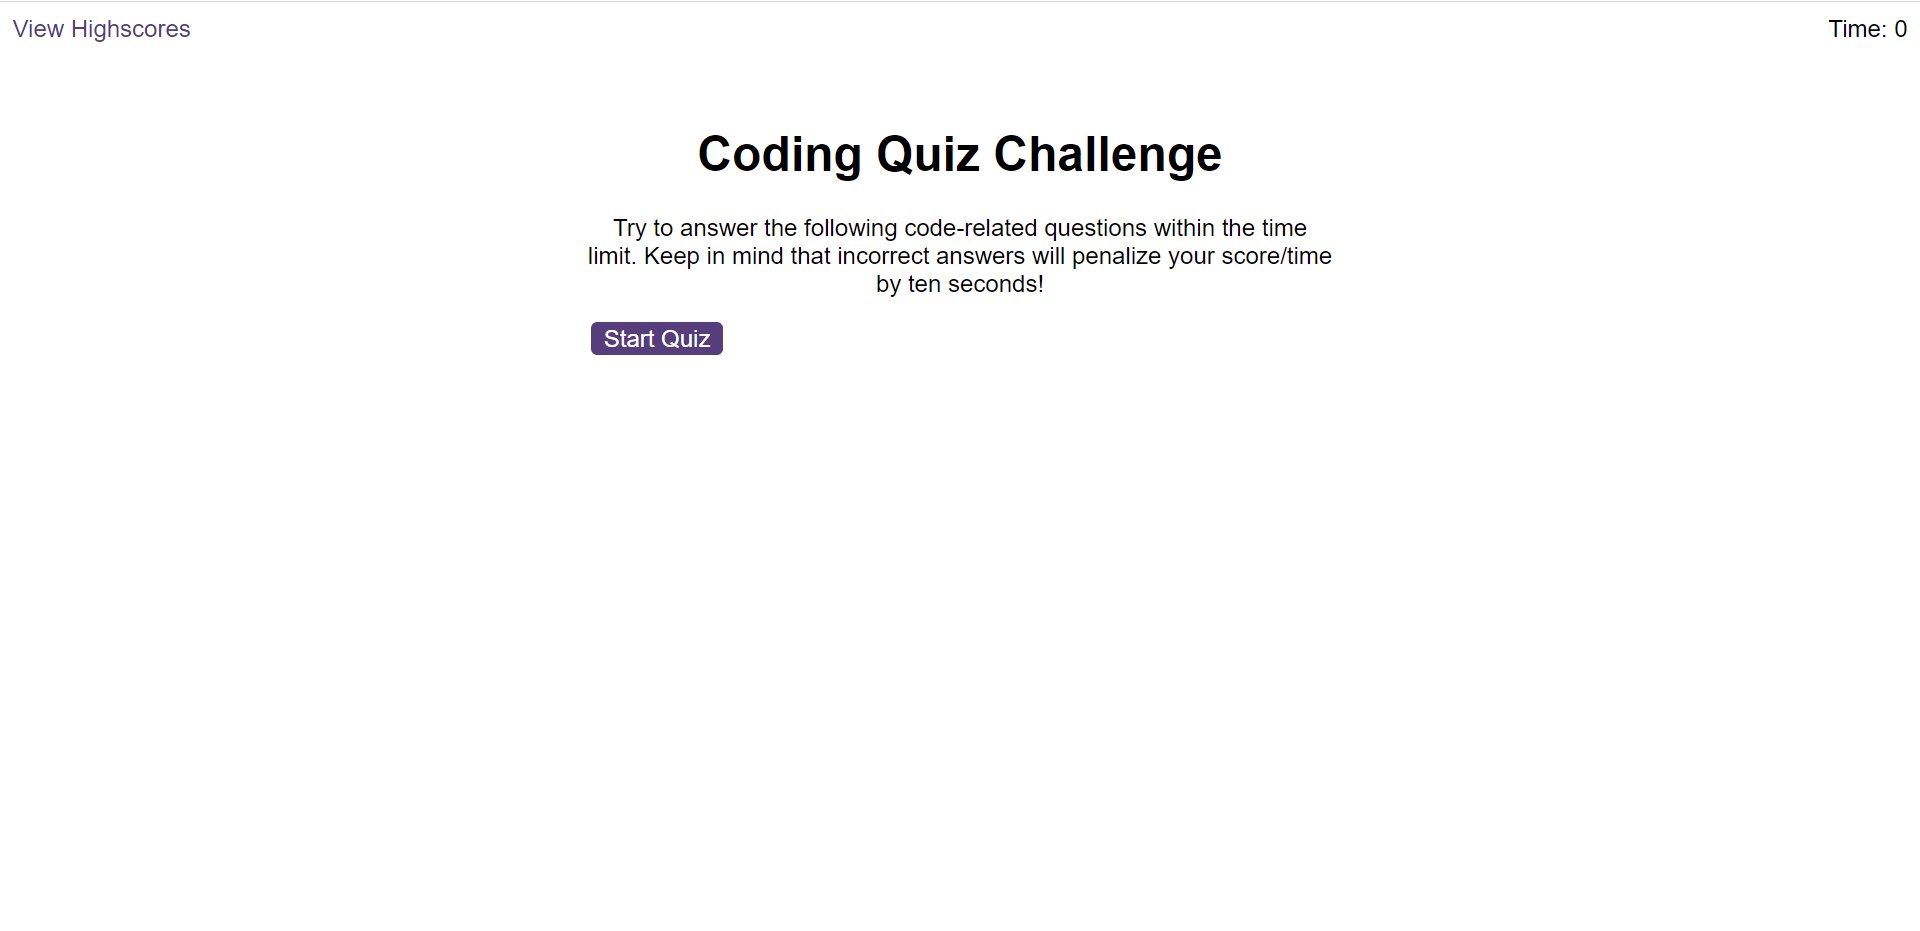 View Highscores
Time: 0
Coding Quiz Challenge
Try to answer the following code-related questions within the time
limit. Keep in mind that incorrect answers will penalize your score/time
by ten seconds!
Start Quiz